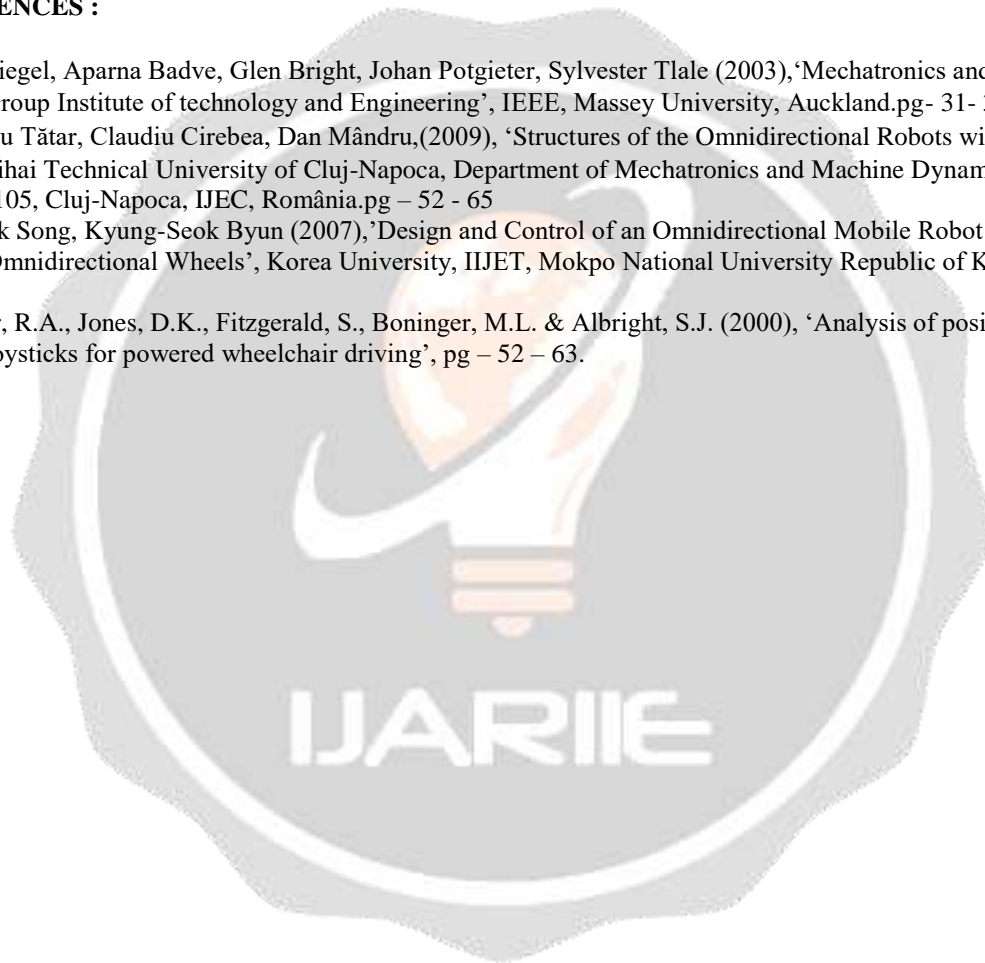 ENCES :
iegel, Aparna Badve, Glen Bright, Johan Potgieter, Sylvester Tlale (2003),‘Mechatronics and
roup Institute of technology and Engineering’, IEEE, Massey University, Auckland.pg- 31-
u Tătar, Claudiu Cirebea, Dan Mândru,(2009), ‘Structures of the Omnidirectional Robots wi
ihai Technical University of Cluj-Napoca, Department of Mechatronics and Machine Dynam
105, Cluj-Napoca, IJEC, România.pg – 52 - 65
k Song, Kyung-Seok Byun (2007),’Design and Control of an Omnidirectional Mobile Robot
Omnidirectional Wheels’, Korea University, IIJET, Mokpo National University Republic of K
, R.A., Jones, D.K., Fitzgerald, S., Boninger, M.L. & Albright, S.J. (2000), ‘Analysis of posi
oysticks for powered wheelchair driving’, pg – 52 – 63.
IJARIIE